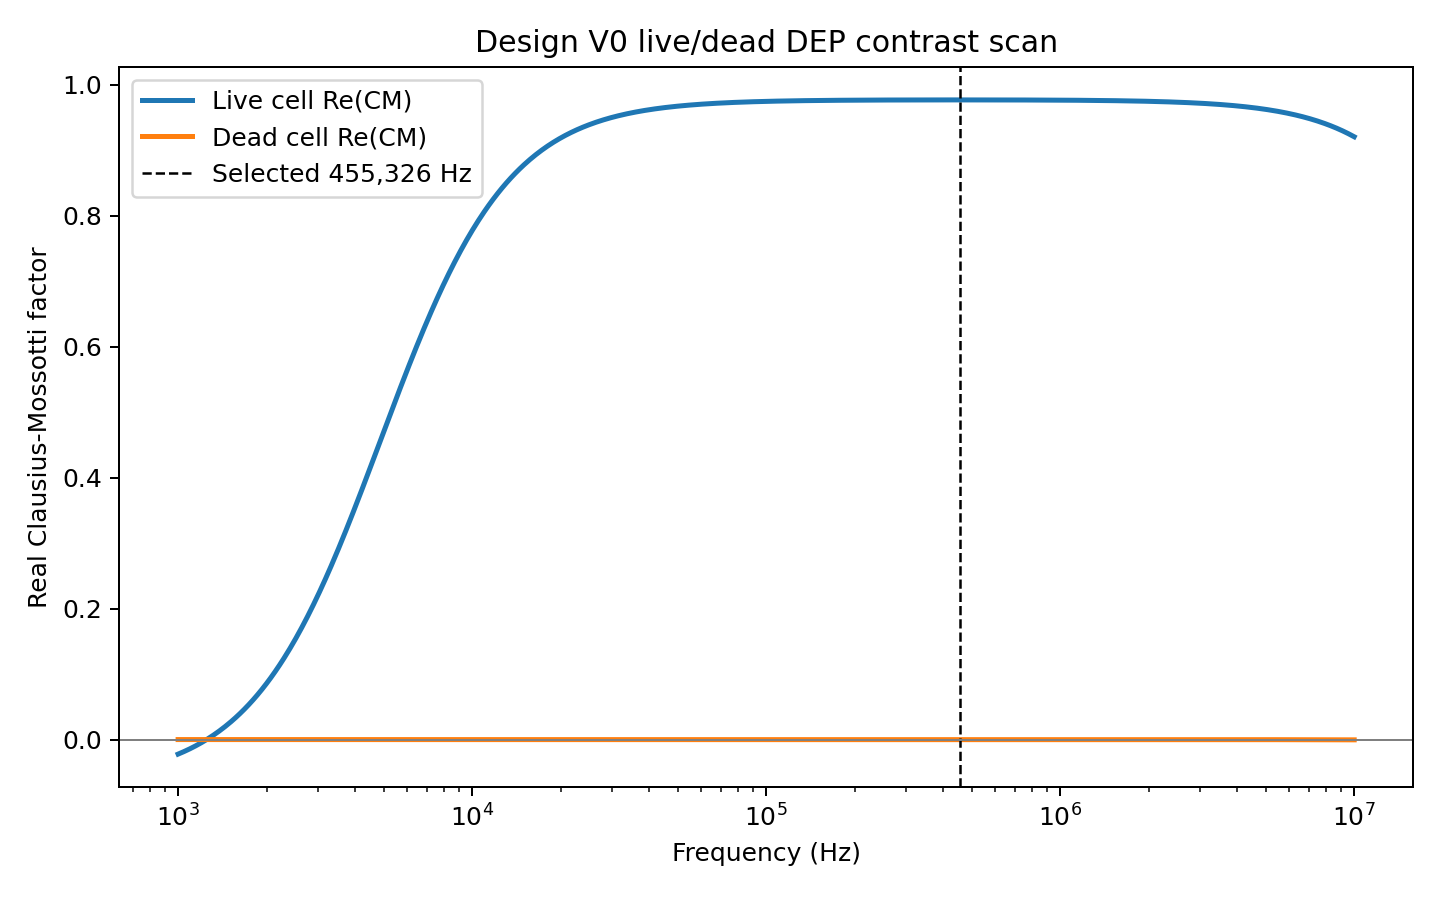 Design V0 live/dead DEP contrast scan
Live cell Re(CM)
Dead cell Re(CM)
Selected 455,326 Hz
Real Clausius-Mossotti factor
1.0
0.8
0.6
0.4
0.2
0.0
10³ 10⁴ 10⁵ 10⁶ 10⁷
Frequency (Hz)